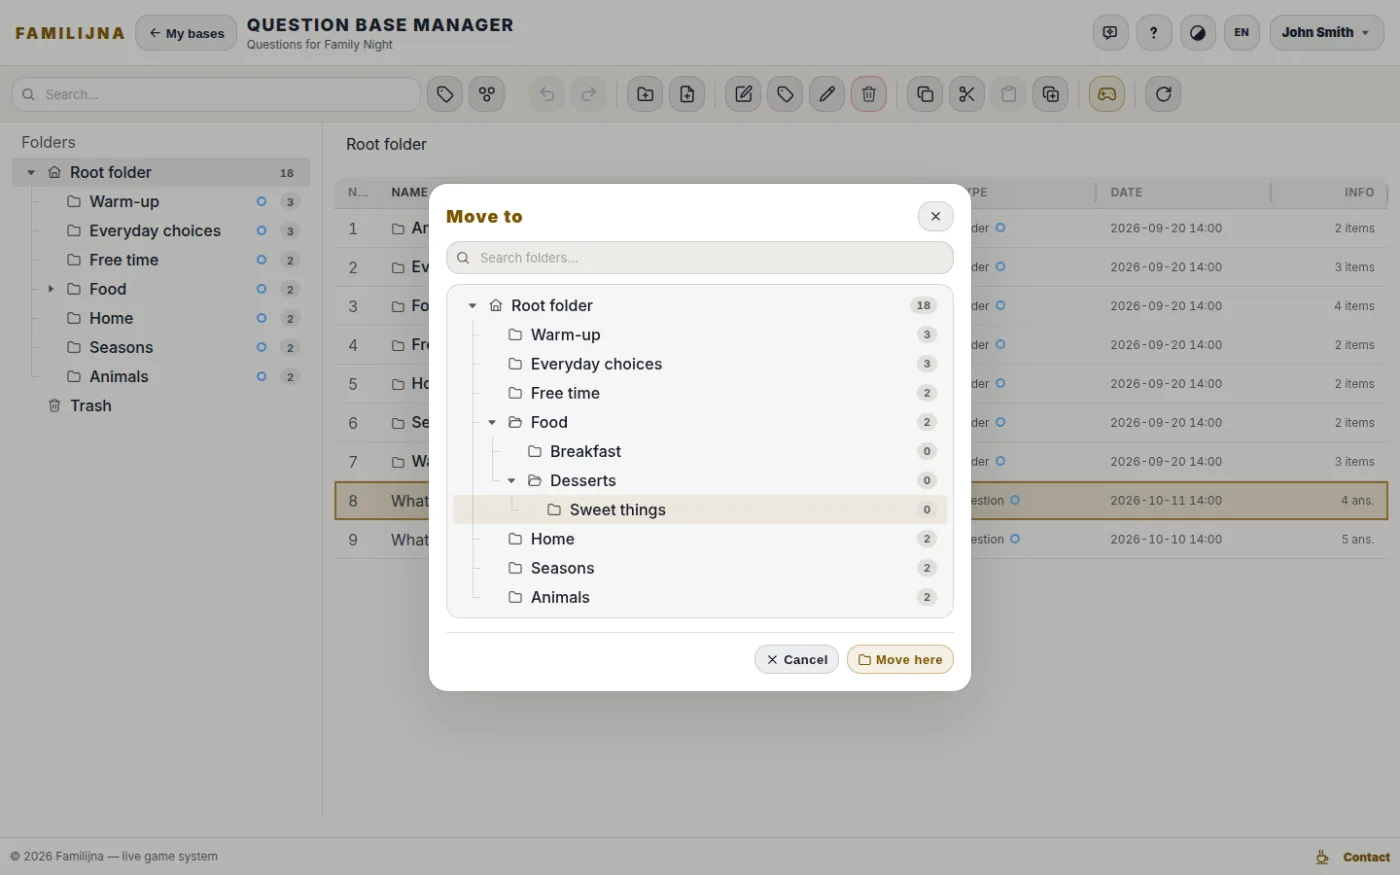 FAMILIJNA
← My bases
QUESTION BASE MANAGER
Questions for Family Night
?
EN
John Smith
Search...
Folders
Root folder 18
Warm-up 3
Everyday choices 3
Free time 2
Food 2
Home 2
Seasons 2
Animals 2
Trash
Root folder
N... NAME DATE INFO
1 2026-09-20 14:00 2 items
2 2026-09-20 14:00 3 items
3 2026-09-20 14:00 4 items
4 2026-09-20 14:00 2 items
5 2026-09-20 14:00 2 items
6 2026-09-20 14:00 2 items
7 2026-09-20 14:00 3 items
8 What 2026-10-11 14:00 4 ans.
9 What 2026-10-10 14:00 5 ans.
Move to
Search folders...
Root folder 18
Warm-up 3
Everyday choices 3
Free time 2
Food 2
Breakfast 0
Desserts 0
Sweet things 0
Home 2
Seasons 2
Animals 2
Cancel
Move here
© 2026 Familijna — live game system
Contact